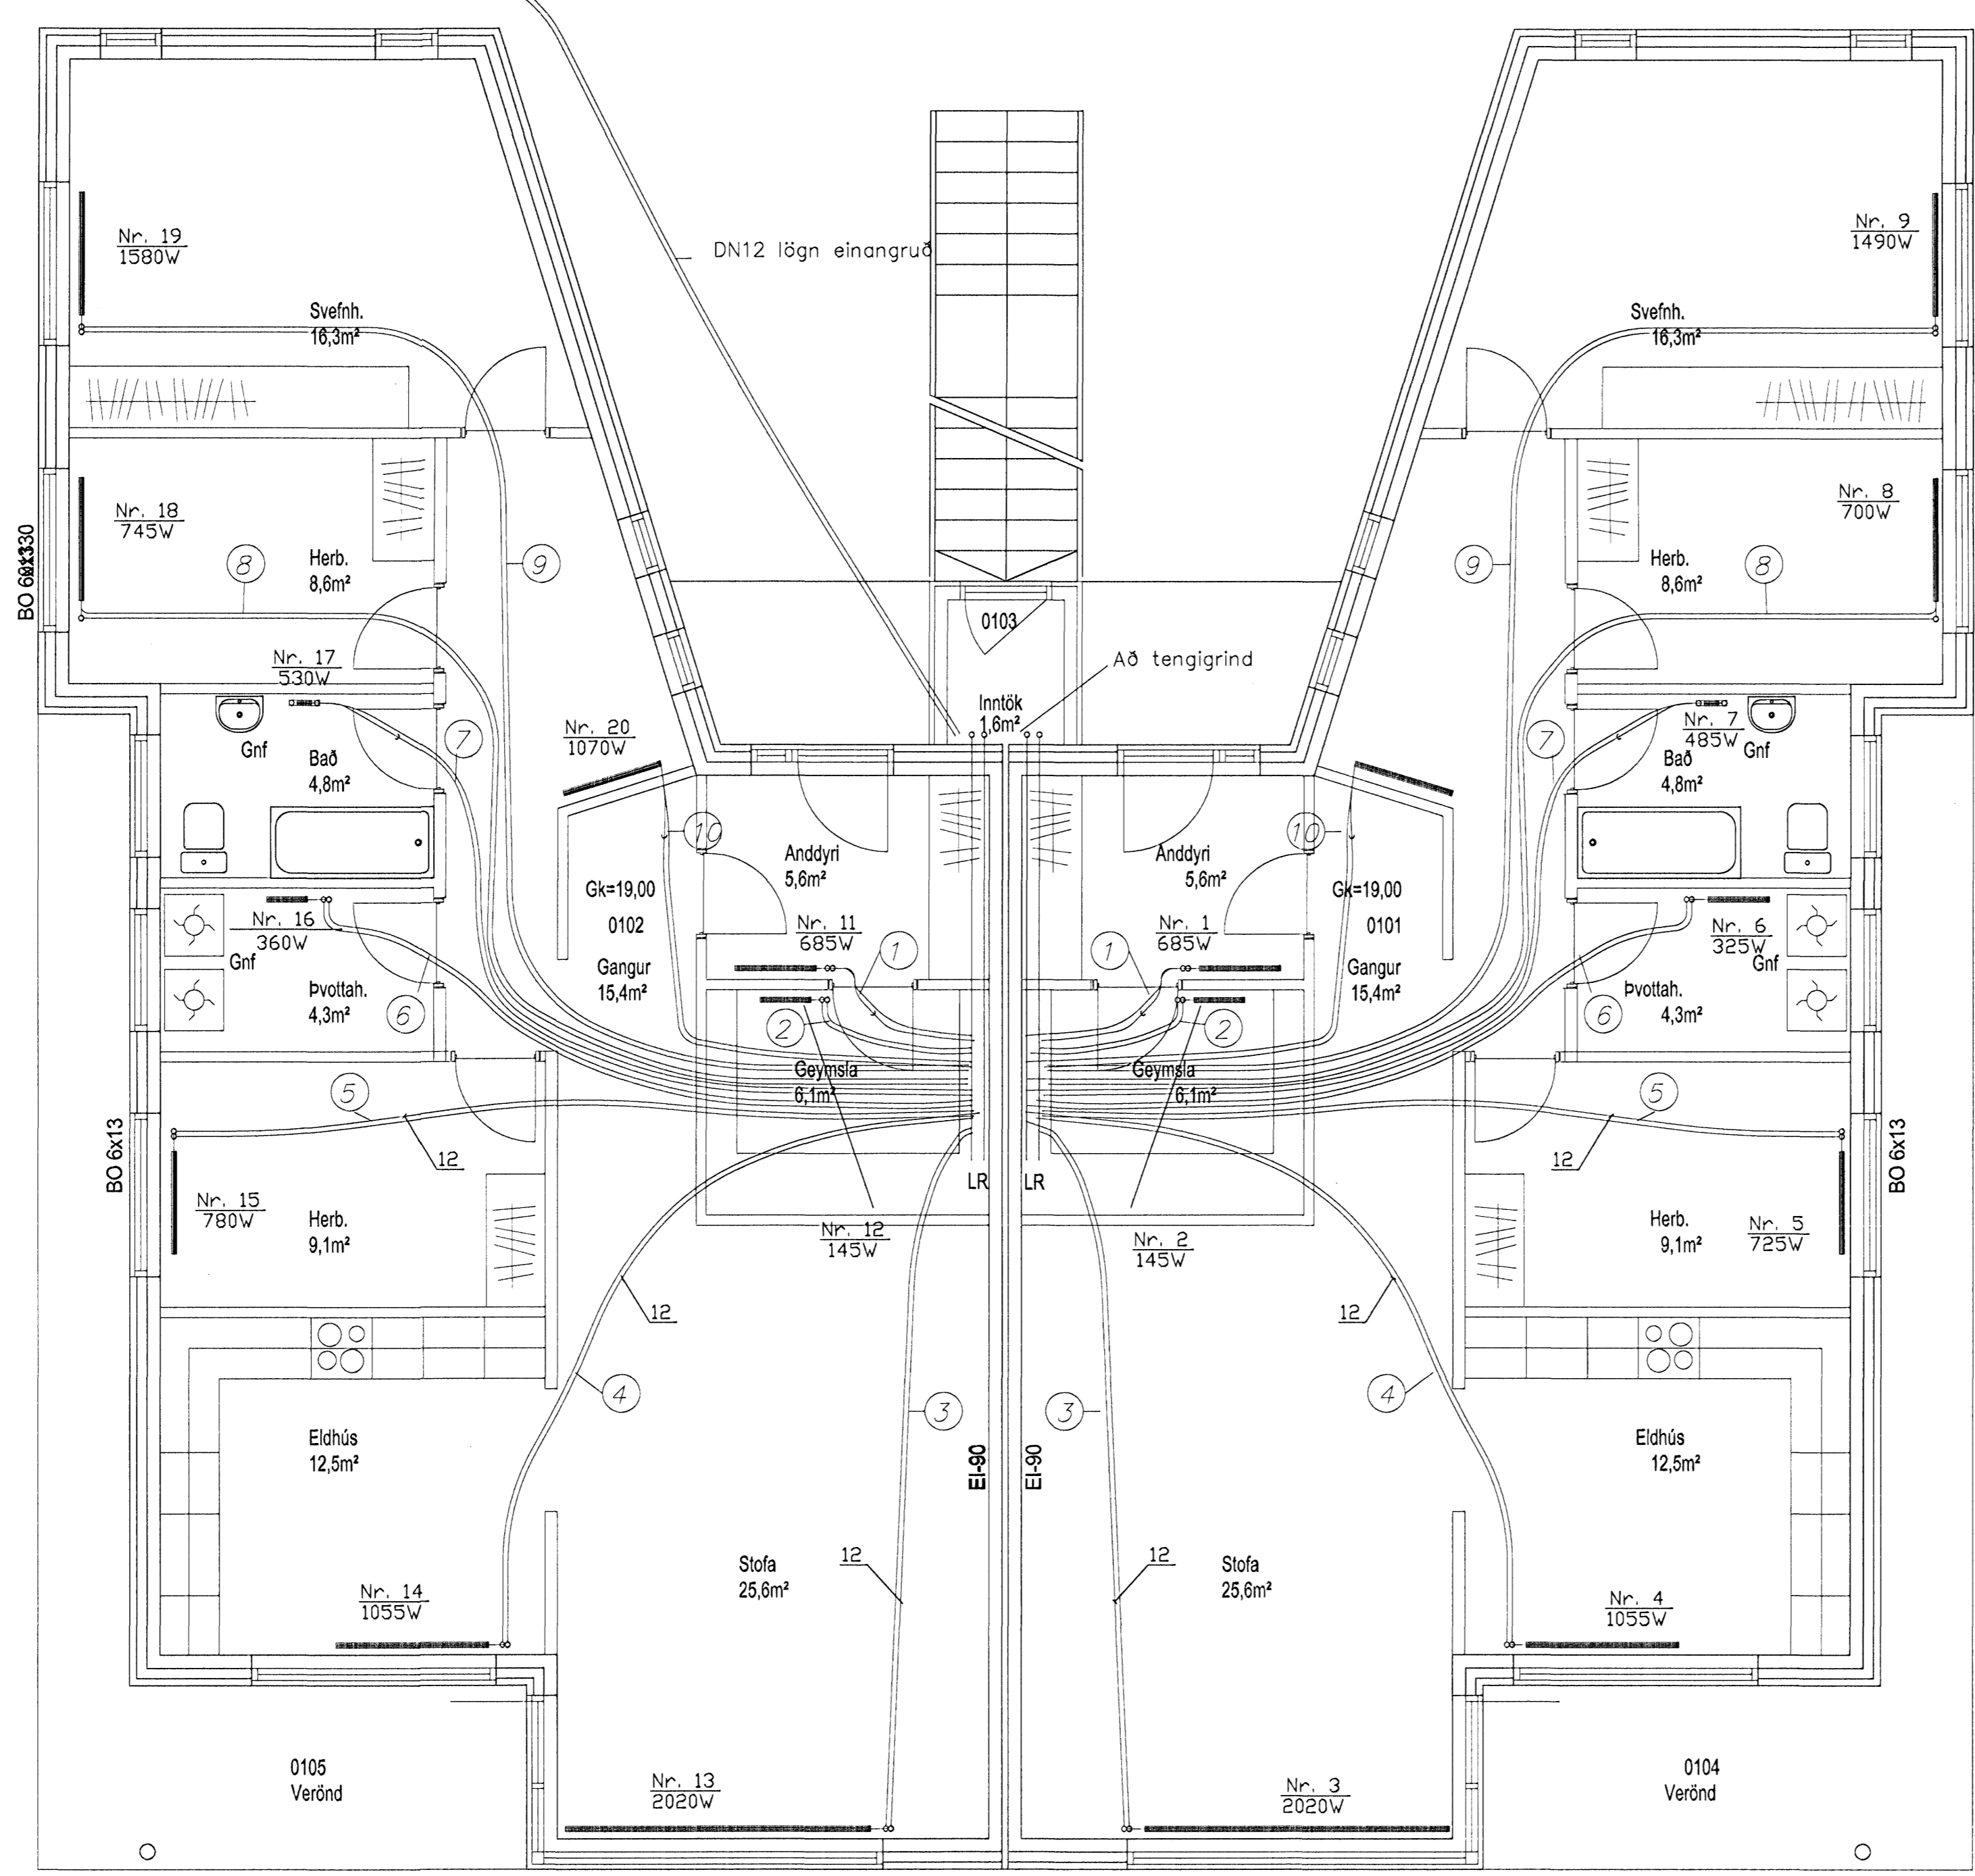 DN12 lögn einangruð
Nr. 19
1580W
Nr. 9
1490W
Svefnh.
16,3m²
Svefnh.
16,3m²
Nr. 18
745W
Nr. 8
700W
8
9
9
8
Herb.
8,6m²
Herb.
8,6m²
0103
Að tengigrind
Nr. 17
530W
Inntök
1,6m²
Nr. 20
1070W
Nr. 7
485W
Gnf
Gnf
7
7
Bað
4,8m²
Bað
4,8m²
10
10
Anddyri
5,6m²
Anddyri
5,6m²
Gk=19,00
0102
Gk=19,00
0101
Nr. 16
360W
Gnf
Nr. 11
685W
Nr. 1
685W
Nr. 6
325W
Gnf
1
1
Gangur
15,4m²
Gangur
15,4m²
Þvottah.
4,3m²
Þvottah.
4,3m²
6
2
2
6
Geymsla
6,1m²
Geymsla
6,1m²
5
5
12
12
BO 6x13
BO 6x13
LR
LR
Nr. 15
780W
Herb.
9,1m²
Herb.
9,1m²
Nr. 5
725W
Nr. 12
145W
Nr. 2
145W
12
12
4
3
3
4
Eldhús
12,5m²
Eldhús
12,5m²
EI-90
EI-90
12
12
Stofa
25,6m²
Stofa
25,6m²
Nr. 14
1055W
Nr. 4
1055W
0105
Verönd
Nr. 13
2020W
Nr. 3
2020W
0104
Verönd